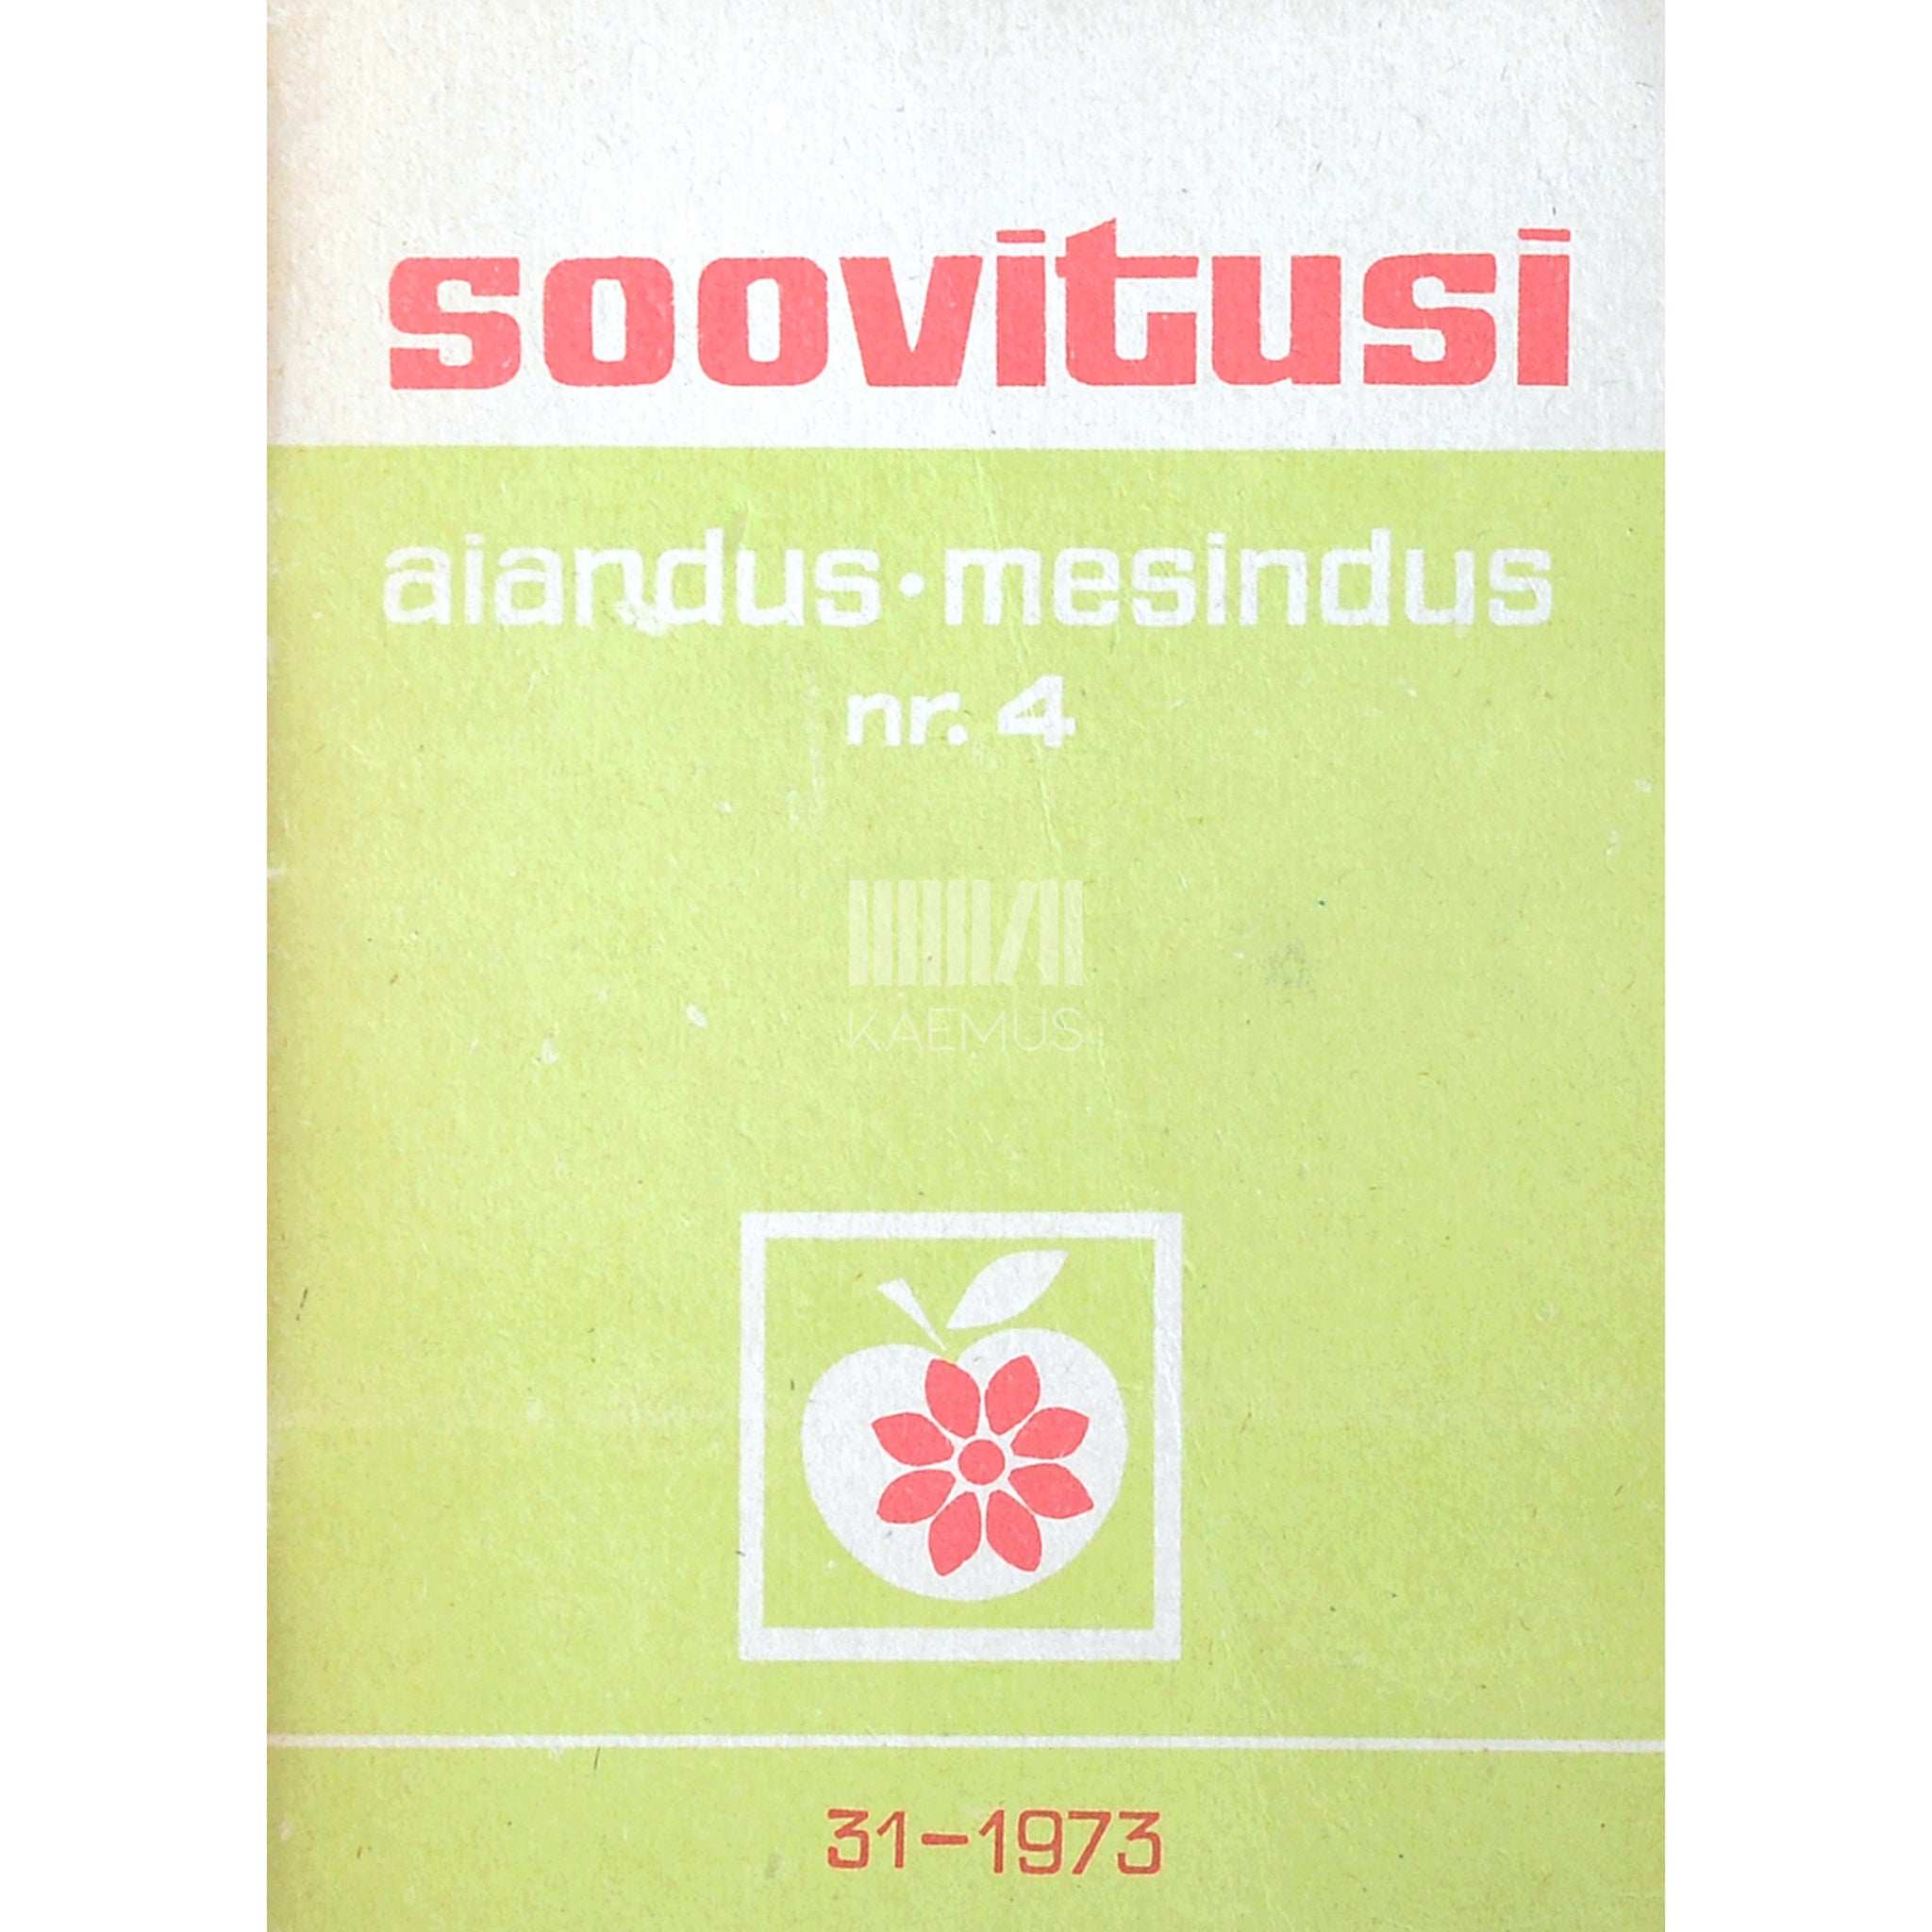 soovitusi
aiandus·mesindus
nr. 4
KAEMUS
31-1973